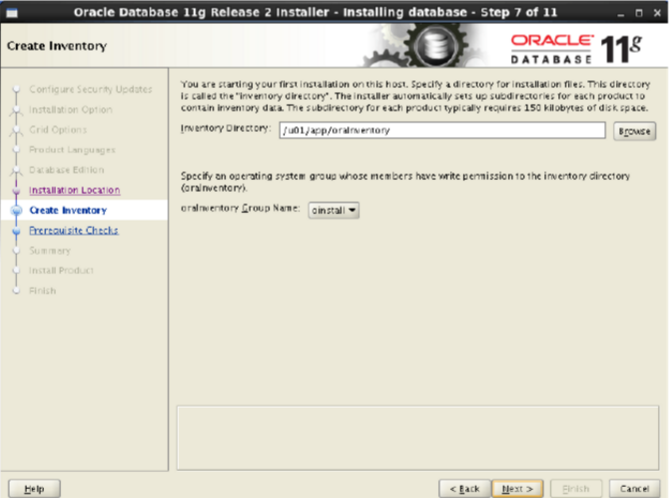 Oracle Database 11g Release 2 Installer - Installing database - Step 7 of 11
Create Inventory
ORACLE
DATABASE
11g
Configure Security Updates
Installation Option
Grid Options
Product Languages
Database Edition
Installation Location
Create Inventory
Prerequisite Checks
Summary
Install Product
Finish
You are starting your first installation on this host. Specify a directory for installation files. This directory
is called the "inventory directory". The installer automatically sets up subdirectories for each product to
contain inventory data. The subdirectory for each product typically requires 150 kilobytes of disk space.
Inventory Directory: /u01/app/oraInventory
Browse
Specify an operating system group whose members have write permission to the inventory directory
(oraInventory).
oraInventory Group Name: oinstall
Help
< Back
Next >
Finish
Cancel